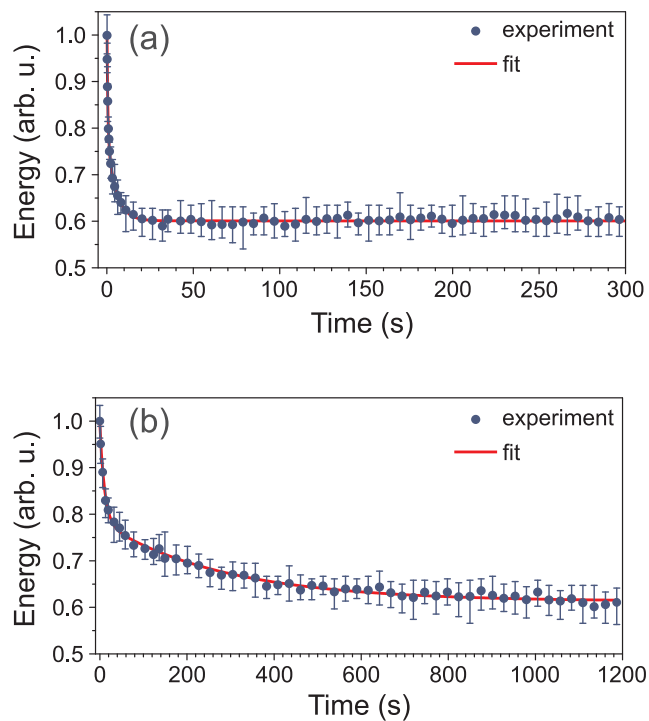 (a)
experiment
fit
1.0
0.9
0.8
0.7
0.6
0.5
Energy (arb. u.)
0 50 100 150 200 250 300
Time (s)
(b)
experiment
fit
1.0
0.9
0.8
0.7
0.6
0.5
Energy (arb. u.)
0 200 400 600 800 1000 1200
Time (s)